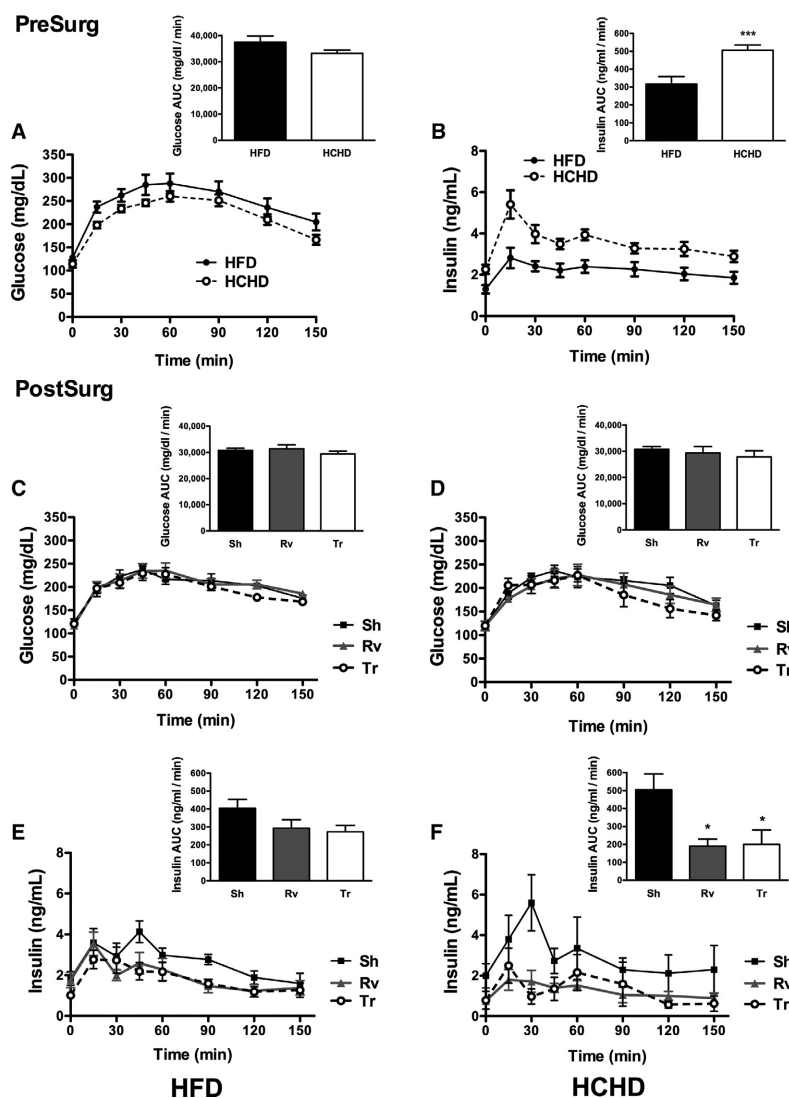 PreSurg
A
Glucose AUC (mg/dl / min)
40,000
30,000
20,000
10,000
0
HFD
HCHD
Glucose (mg/dL)
350
300
250
200
150
100
50
0
HFD
HCHD
0 30 60 90 120 150
Time (min)
B
Insulin AUC (ng/ml / min)
600
500
400
300
200
100
0
***
HFD
HCHD
HFD
HCHD
Insulin (ng/mL)
8
6
4
2
0
0 30 60 90 120 150
Time (min)
PostSurg
C
Glucose AUC (mg/dl / min)
40,000
30,000
20,000
10,000
0
Sh Rv Tr
Glucose (mg/dL)
350
300
250
200
150
100
50
0
Sh
Rv
Tr
0 30 60 90 120 150
Time (min)
D
Glucose AUC (mg/dl / min)
40,000
30,000
20,000
10,000
0
Sh Rv Tr
Glucose (mg/dL)
350
300
250
200
150
100
50
0
Sh
Rv
Tr
0 30 60 90 120 150
Time (min)
E
Insulin AUC (ng/ml / min)
600
500
400
300
200
100
0
Sh Rv Tr
Insulin (ng/mL)
8
6
4
2
0
Sh
Rv
Tr
0 30 60 90 120 150
Time (min)
HFD
F
Insulin AUC (ng/ml / min)
600
500
400
300
200
100
0
* *
Sh Rv Tr
Insulin (ng/mL)
8
6
4
2
0
Sh
Rv
Tr
0 30 60 90 120 150
Time (min)
HCHD